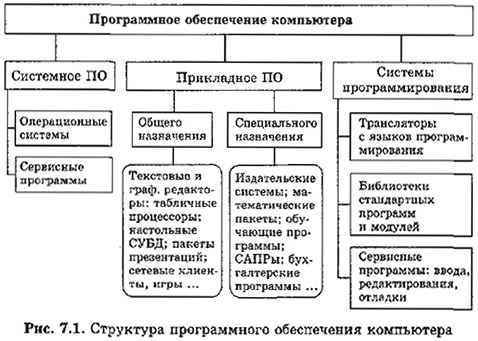 Программное обеспечение компьютера
Системное ПО
Операционные
системы
Сервисные
программы
Прикладное ПО
Общего
назначения
Текстовые и
граф. редакто-
ры; табличные
процессоры;
настольные
СУБД; пакеты
презентаций;
сетевые клиен-
ты, игры ...
Специального
назначения
Издательские
системы; ма-
тематические
пакеты; обу-
чающие про-
граммы;
САПРы; бух-
галтерские
программы ...
Системы
программирования
Трансляторы
с языков програм-
мирования
Библиотеки
стандартных
программ
и модулей
Сервисные
программы: ввода,
редактирования,
отладки
Рис. 7.1. Структура программного обеспечения компьютера